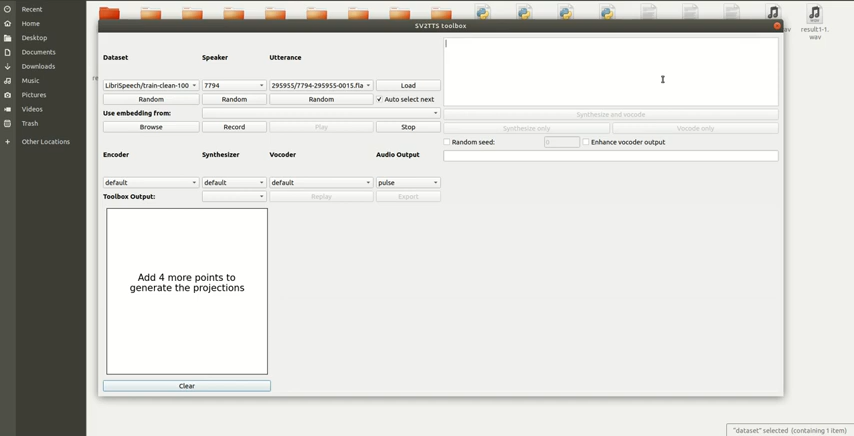 SV2TTS toolbox
Recent
Home
Desktop
Documents
Downloads
Music
Pictures
Videos
Trash
Other Locations
result1-1.
wav
Dataset
Speaker
Utterance
LibriSpeech/train-clean-100
7794
295955/7794-295955-0015.fla
Load
Random
Random
Random
Auto select next
Use embedding from:
Browse
Record
Play
Stop
Encoder
Synthesizer
Vocoder
Audio Output
default
default
default
pulse
Toolbox Output:
Replay
Export
Add 4 more points to
generate the projections
Clear
Synthesize and vocode
Synthesize only
Vocode only
Random seed:
0
Enhance vocoder output
"dataset" selected (containing 1 item)